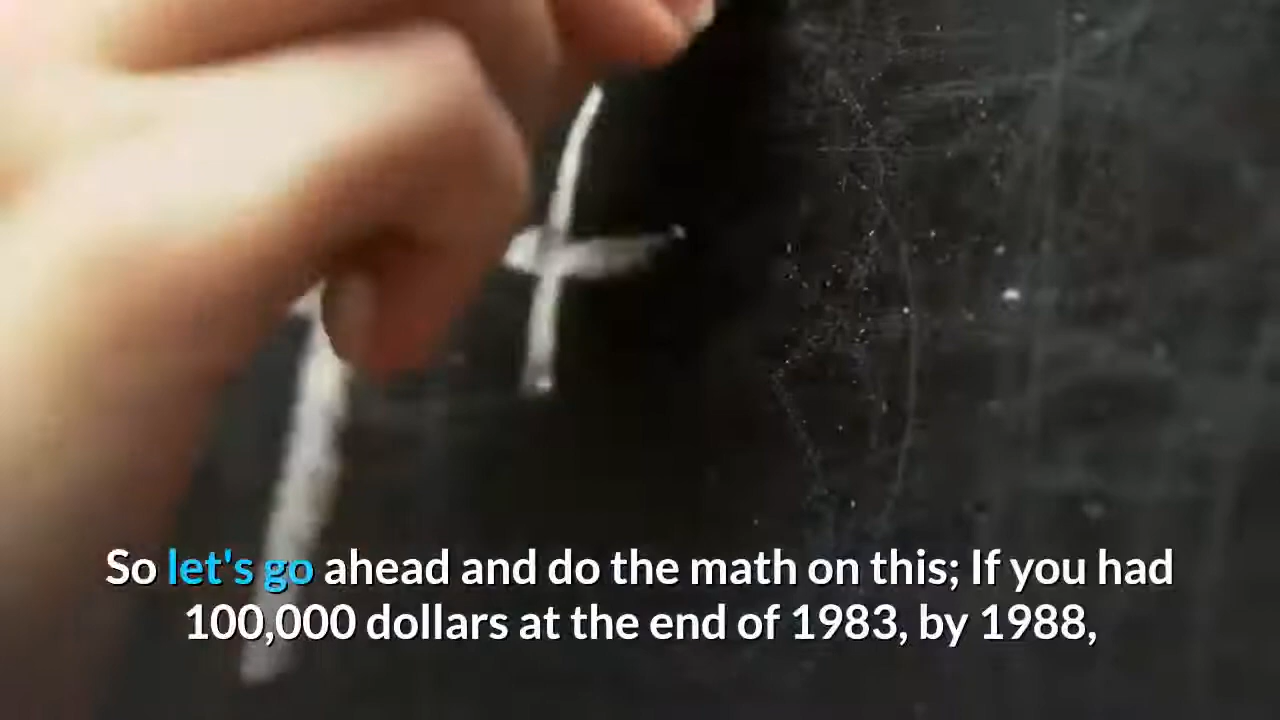 1+
So let's go ahead and do the math on this; If you had
100,000 dollars at the end of 1983, by 1988,